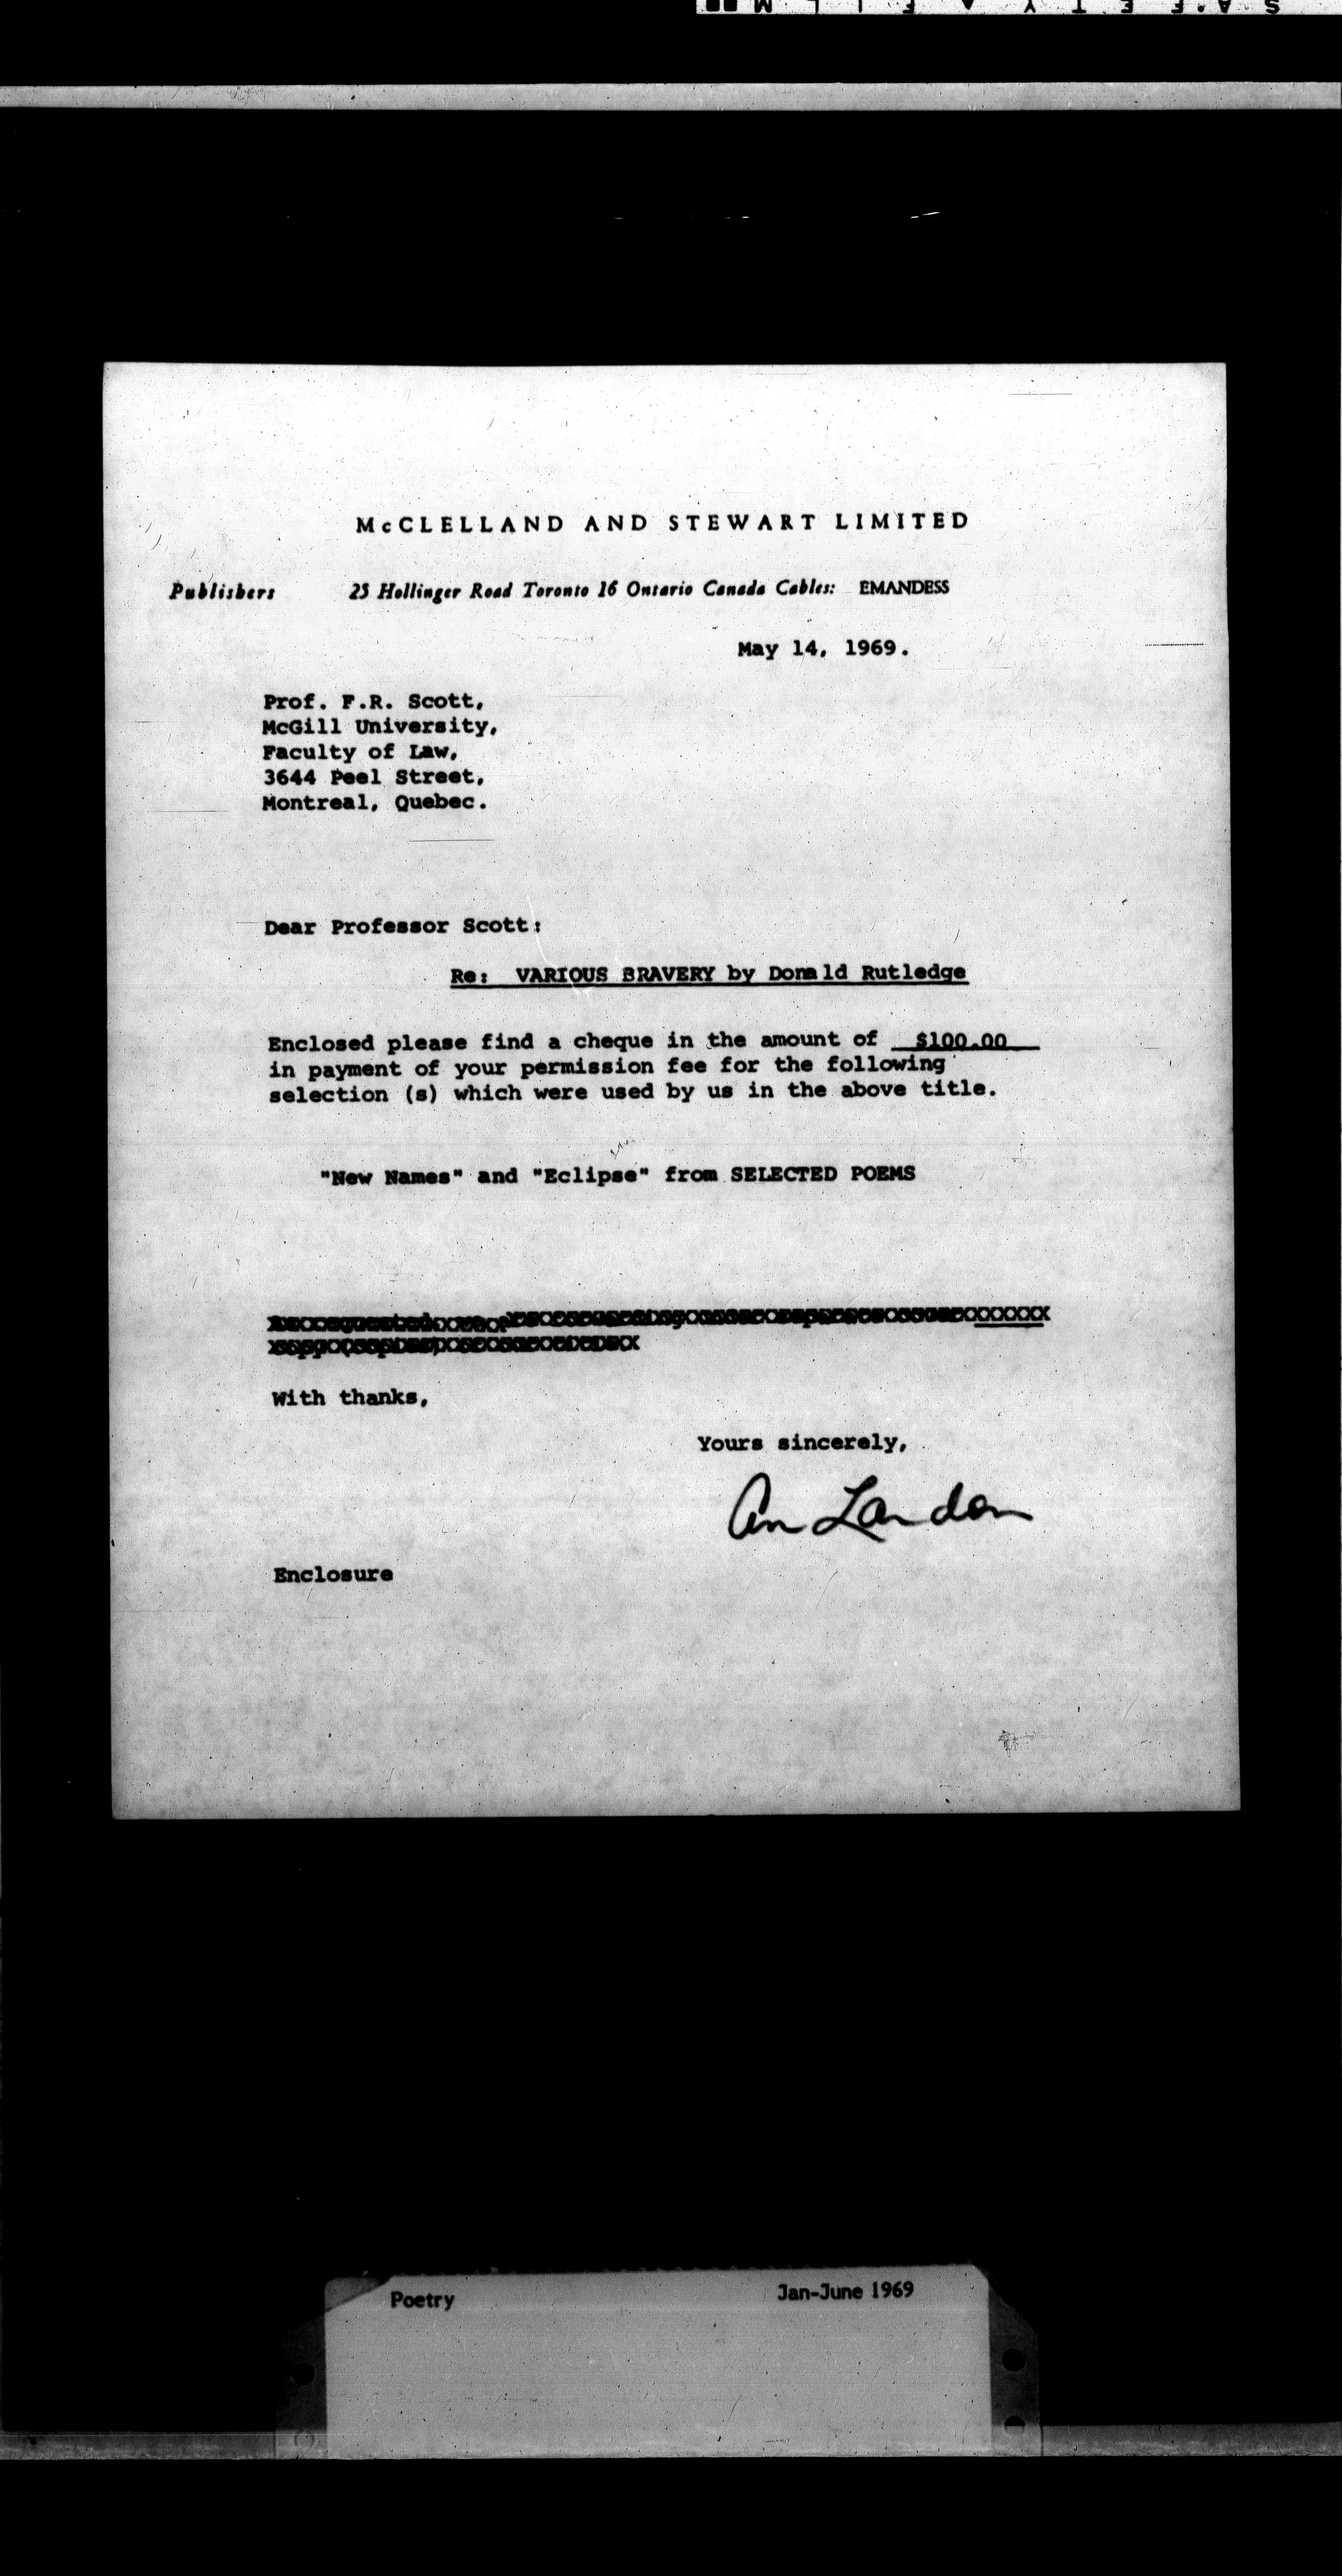 SAFETY FILM
McCLELLAND AND STEWART LIMITED
Publishers 25 Hollinger Road Toronto 16 Ontario Canada Cables: EMANDESS
May 14, 1969.
Prof. F.R. Scott,
McGill University,
Faculty of Law,
3644 Peel Street,
Montreal, Quebec.
Dear Professor Scott:
Re: VARIOUS BRAVERY by Donald Rutledge
Enclosed please find a cheque in the amount of $100.00
in payment of your permission fee for the following
selection (s) which were used by us in the above title.
"New Names" and "Eclipse" from SELECTED POEMS
With thanks,
Yours sincerely,
An Landon
Enclosure
Poetry Jan-June 1969